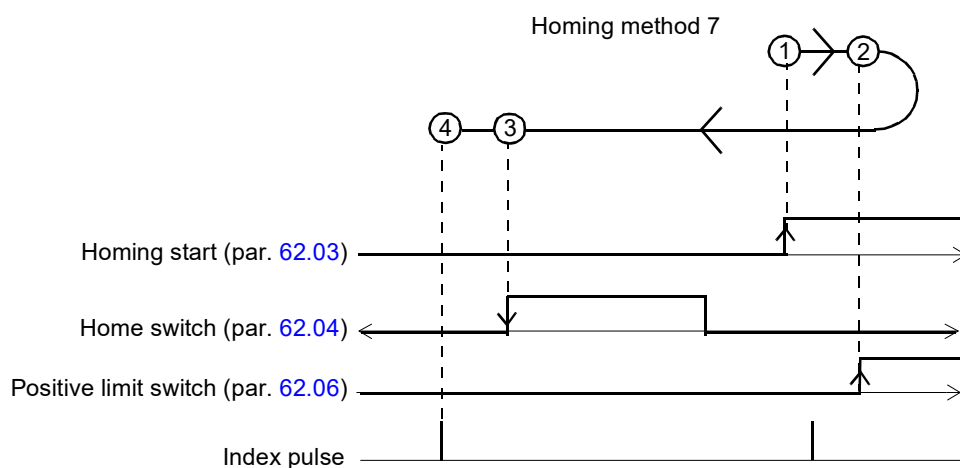 Homing method 7
1
2
4
3
Homing start (par. 62.03)
Home switch (par. 62.04)
Positive limit switch (par. 62.06)
Index pulse